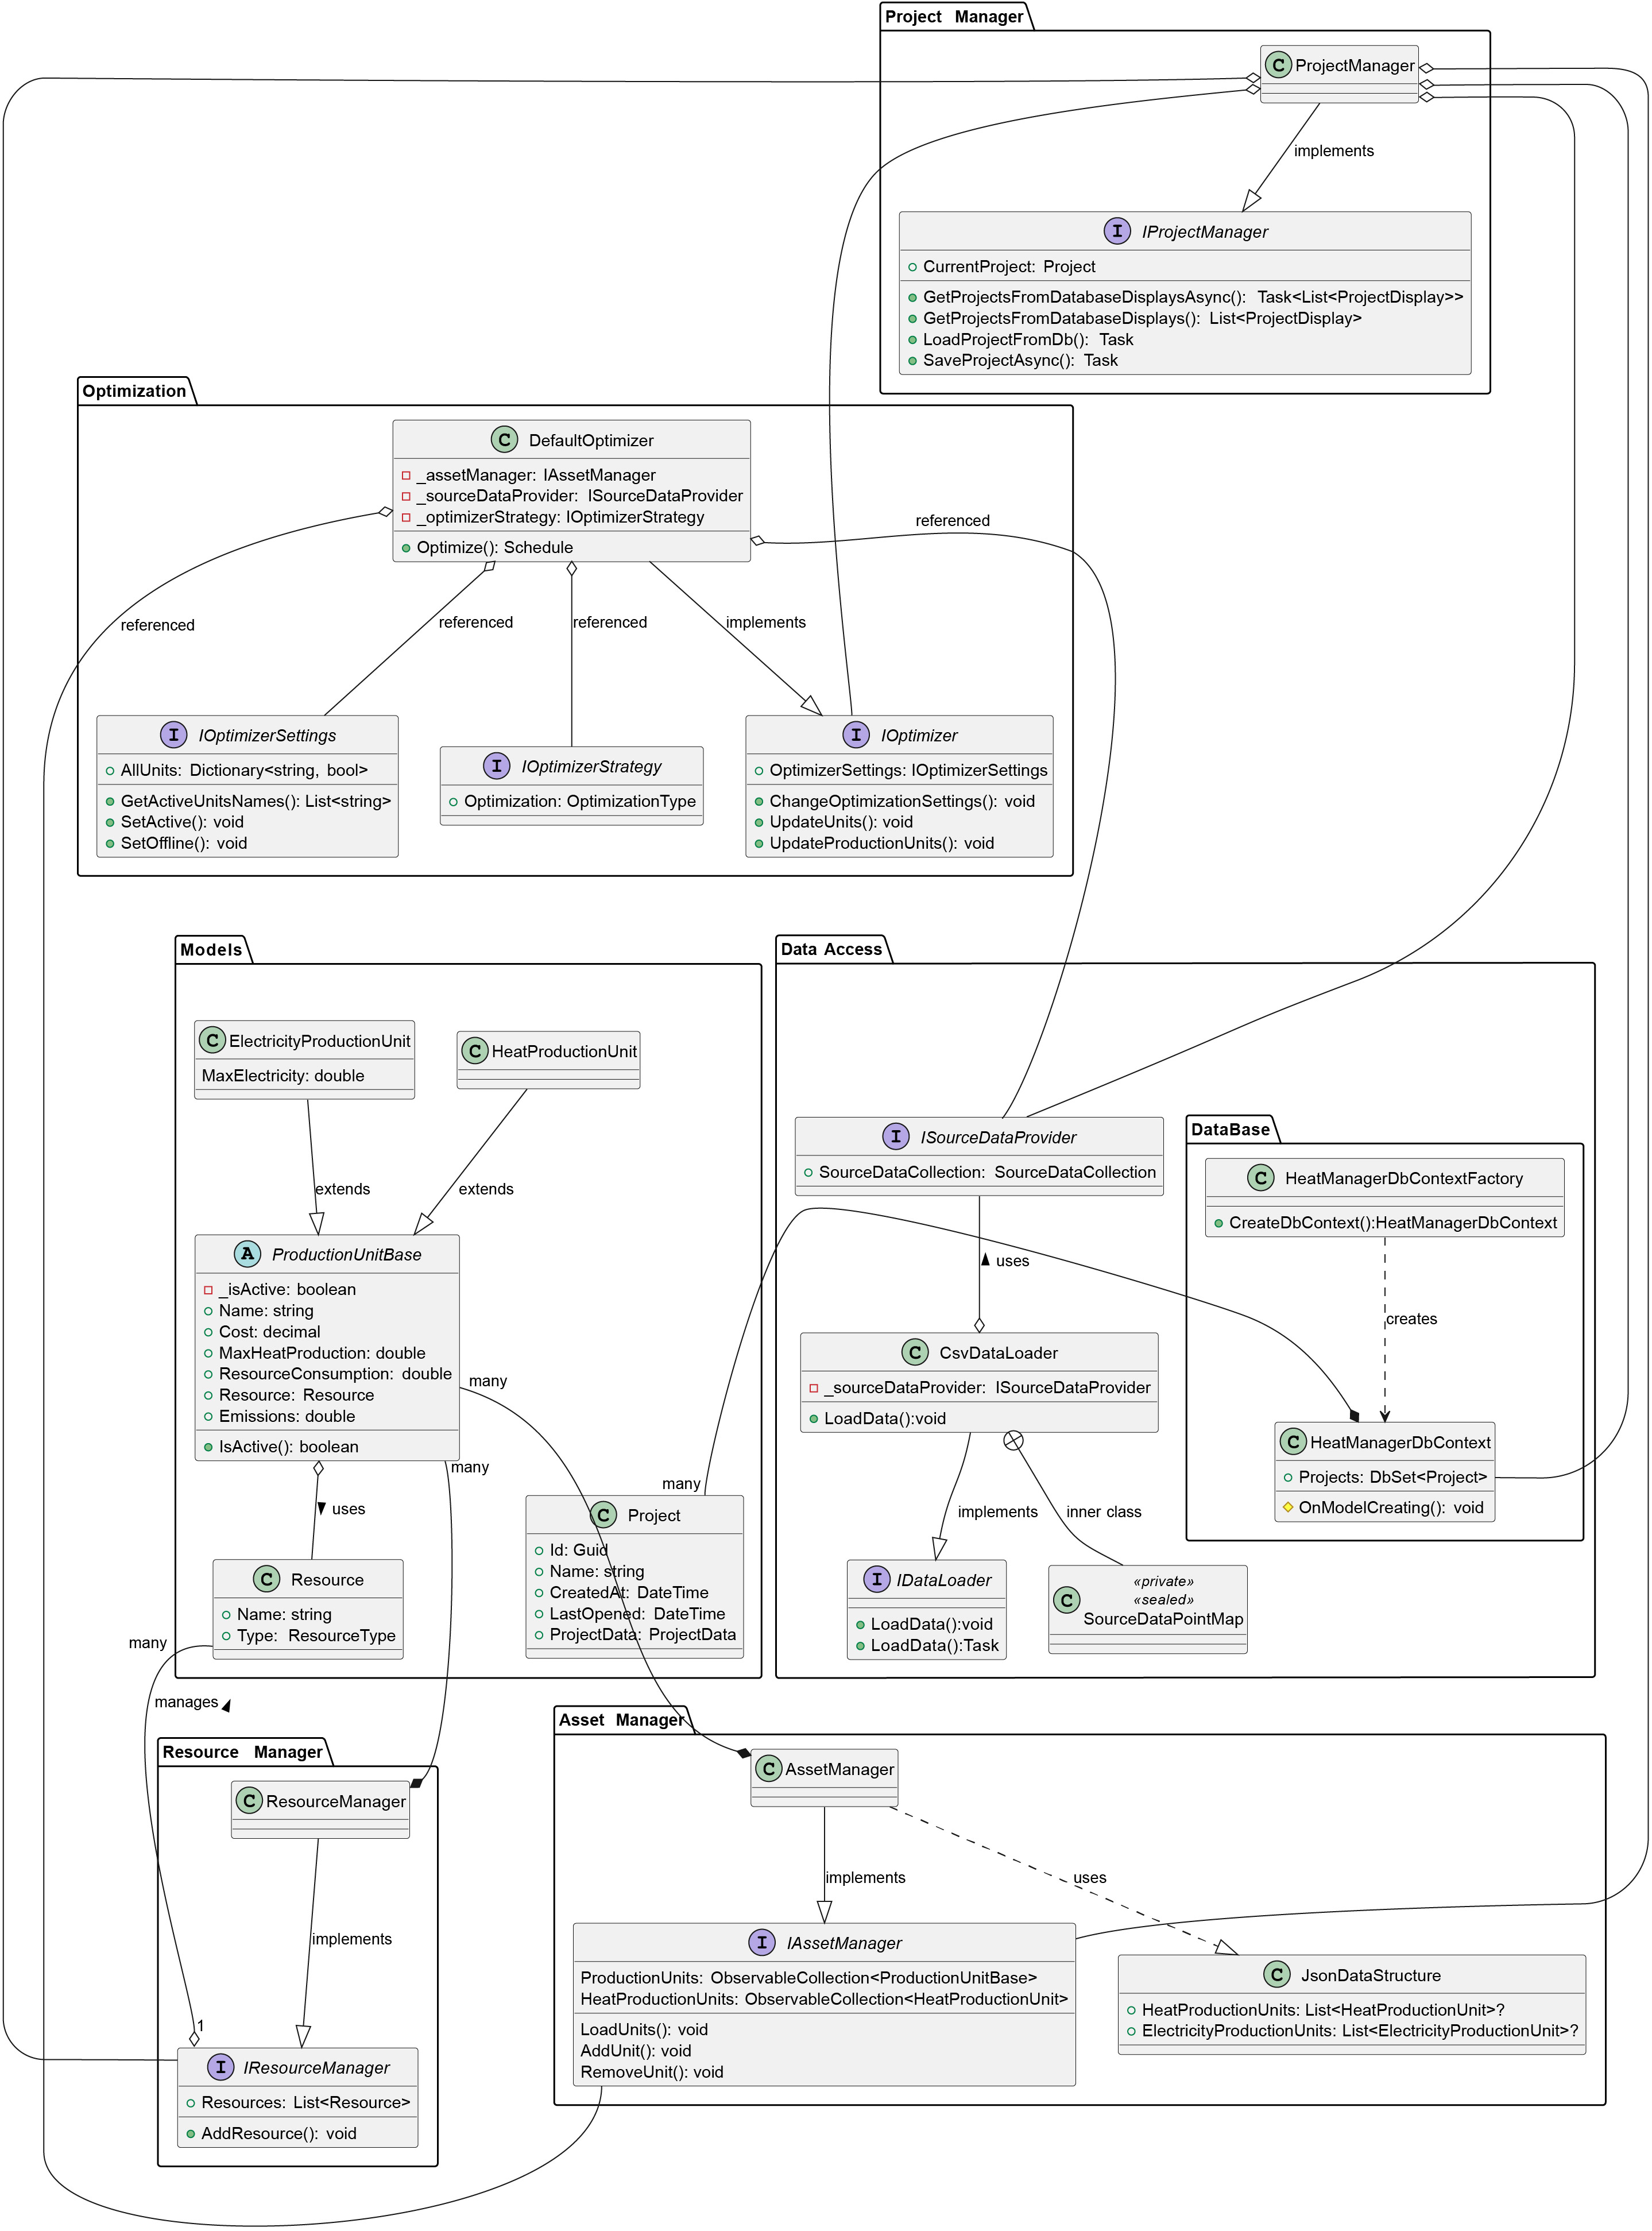 Project Manager
C ProjectManager
implements
I IProjectManager
CurrentProject: Project
GetProjectsFromDatabaseDisplaysAsync(): Task<List<ProjectDisplay>>
GetProjectsFromDatabaseDisplays(): List<ProjectDisplay>
LoadProjectFromDb(): Task
SaveProjectAsync(): Task
Optimization
C DefaultOptimizer
_assetManager: IAssetManager
_sourceDataProvider: ISourceDataProvider
_optimizerStrategy: IOptimizerStrategy
Optimize(): Schedule
referenced
referenced
referenced
referenced
implements
I IOptimizerSettings
AllUnits: Dictionary<string, bool>
GetActiveUnitsNames(): List<string>
SetActive(): void
SetOffline(): void
I IOptimizerStrategy
Optimization: OptimizationType
I IOptimizer
OptimizerSettings: IOptimizerSettings
ChangeOptimizationSettings(): void
UpdateUnits(): void
UpdateProductionUnits(): void
Models
C ElectricityProductionUnit
MaxElectricity: double
C HeatProductionUnit
extends
extends
A ProductionUnitBase
_isActive: boolean
Name: string
Cost: decimal
MaxHeatProduction: double
ResourceConsumption: double
Resource: Resource
Emissions: double
IsActive(): boolean
many
many
uses
many
C Resource
Name: string
Type: ResourceType
C Project
Id: Guid
Name: string
CreatedAt: DateTime
LastOpened: DateTime
ProjectData: ProjectData
many
manages
Data Access
I ISourceDataProvider
SourceDataCollection: SourceDataCollection
uses
C CsvDataLoader
_sourceDataProvider: ISourceDataProvider
LoadData():void
implements
inner class
I IDataLoader
LoadData():void
LoadData():Task
«private»
«sealed»
C SourceDataPointMap
DataBase
C HeatManagerDbContextFactory
CreateDbContext():HeatManagerDbContext
creates
C HeatManagerDbContext
Projects: DbSet<Project>
OnModelCreating(): void
Resource Manager
C ResourceManager
implements
1
I IResourceManager
Resources: List<Resource>
AddResource(): void
Asset Manager
C AssetManager
implements
uses
I IAssetManager
ProductionUnits: ObservableCollection<ProductionUnitBase>
HeatProductionUnits: ObservableCollection<HeatProductionUnit>
LoadUnits(): void
AddUnit(): void
RemoveUnit(): void
C JsonDataStructure
HeatProductionUnits: List<HeatProductionUnit>?
ElectricityProductionUnits: List<ElectricityProductionUnit>?